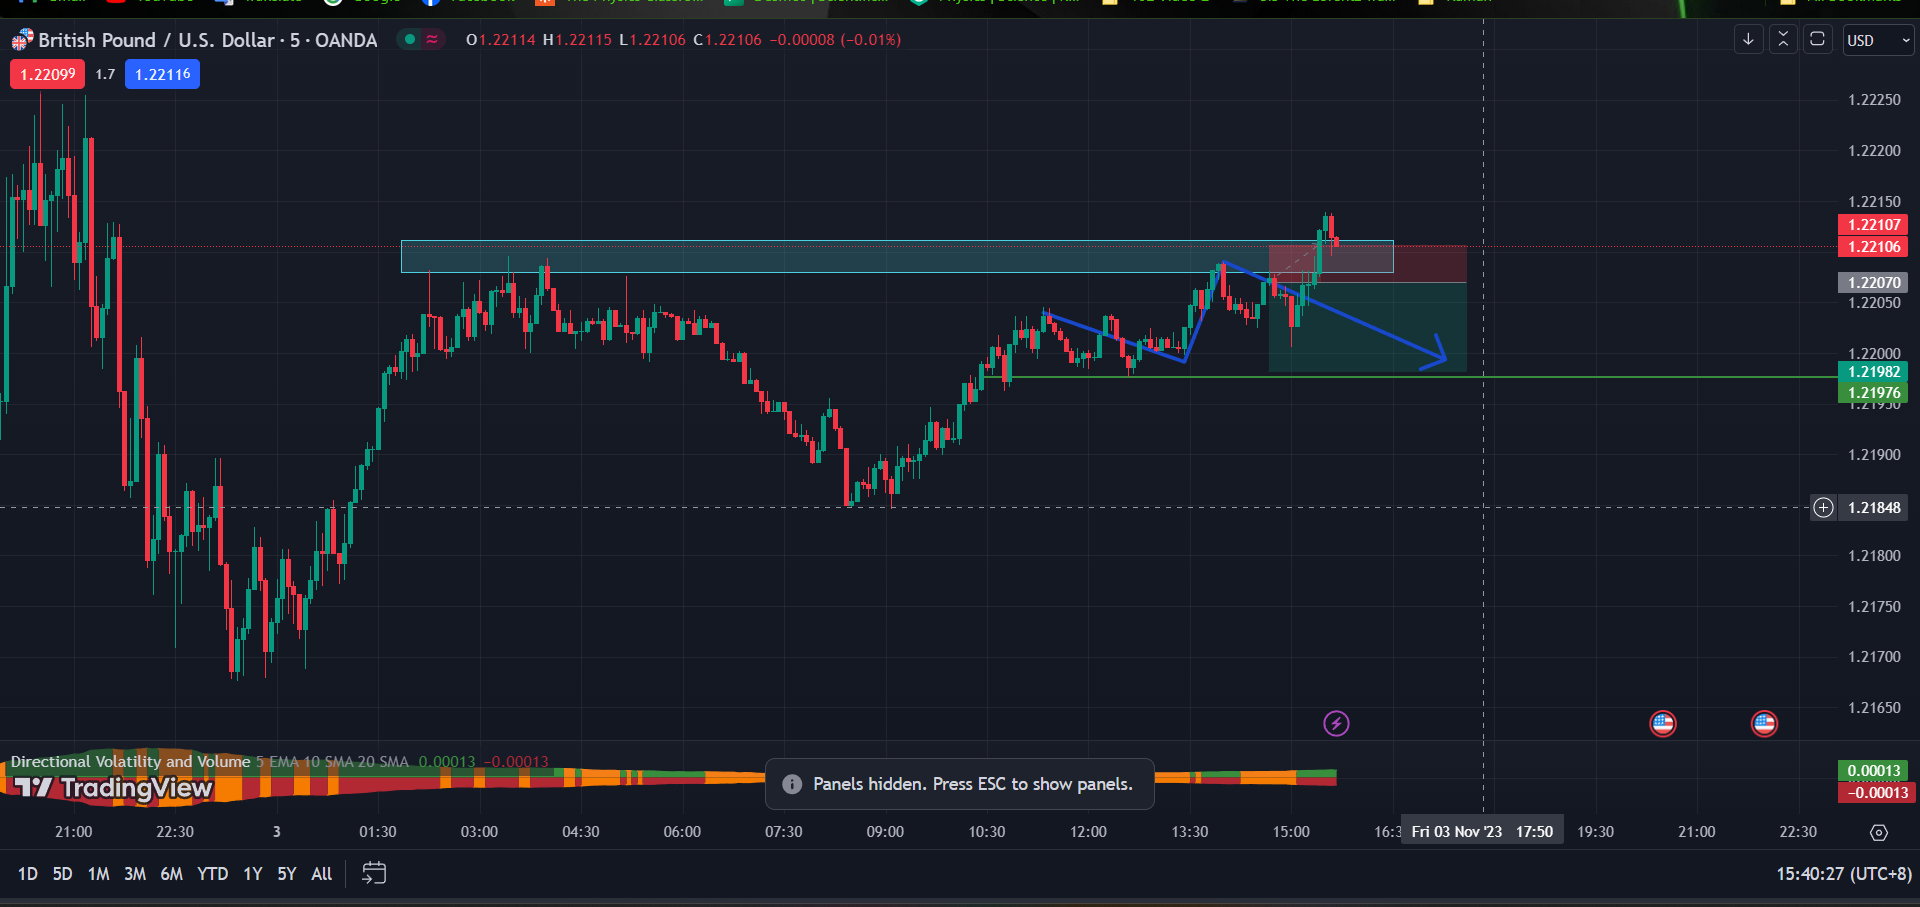 British Pound / U.S. Dollar · 5 · OANDA
O1.22114 H1.22115 L1.22106 C1.22106 −0.00008 (−0.01%)
USD
1.22099 1.7 1.22116
1.22250
1.22200
1.22150
1.22107
1.22106
1.22070
1.22050
1.22000
1.21982
1.21976
1.21950
1.21900
1.21848
1.21800
1.21750
1.21700
1.21650
Directional Volatility and Volume 5 EMA 10 SMA 20 SMA 0.00013 −0.00013
TradingView
Panels hidden. Press ESC to show panels.
0.00013
−0.00013
21:00 22:30 3 01:30 03:00 04:30 06:00 07:30 09:00 10:30 12:00 13:30 15:00 Fri 03 Nov '23 17:50 19:30 21:00 22:30
1D 5D 1M 3M 6M YTD 1Y 5Y All
15:40:27 (UTC+8)